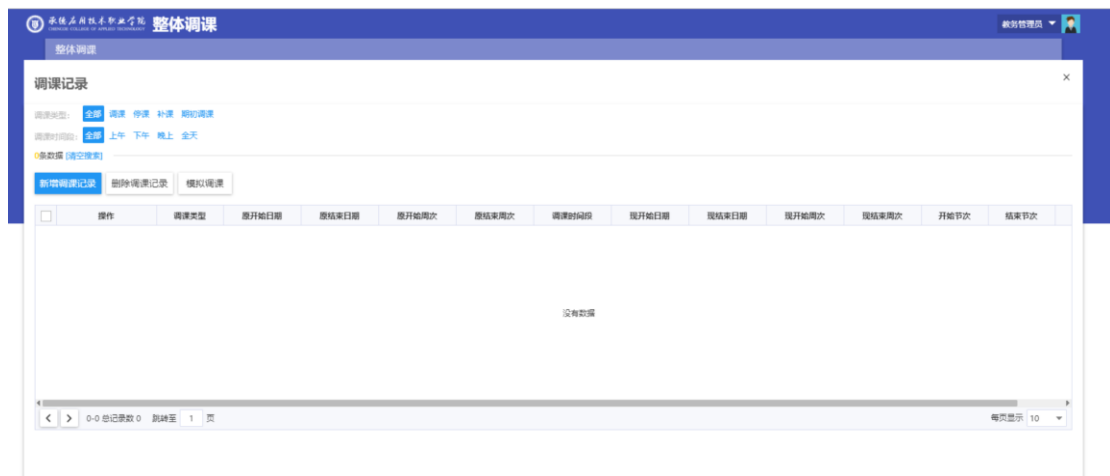 承德应用技术职业学院 整体调课 教务管理员
CHENGDE COLLEGE OF APPLIED TECHNOLOGY
整体调课
调课记录 ×
调课类型： 全部 调课 停课 补课 期初调课
调课时间段： 全部 上午 下午 晚上 全天
0条数据 [清空搜索]
新增调课记录 删除调课记录 模拟调课
操作 调课类型 原开始日期 原结束日期 原开始周次 原结束周次 调课时间段 现开始日期 现结束日期 现开始周次 现结束周次 开始节次 结束节次
没有数据
0-0 总记录数 0 跳转至 1 页 每页显示 10